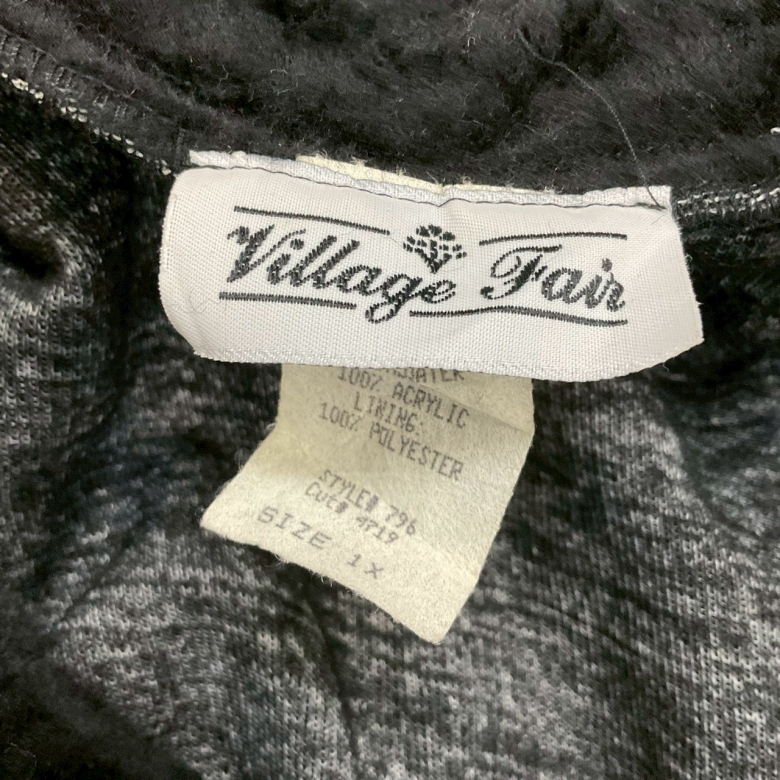 Village Fair
100% ACRYLIC
LINING:
100% POLYESTER
STYLE# 796
CUT# 4719
SIZE 1X